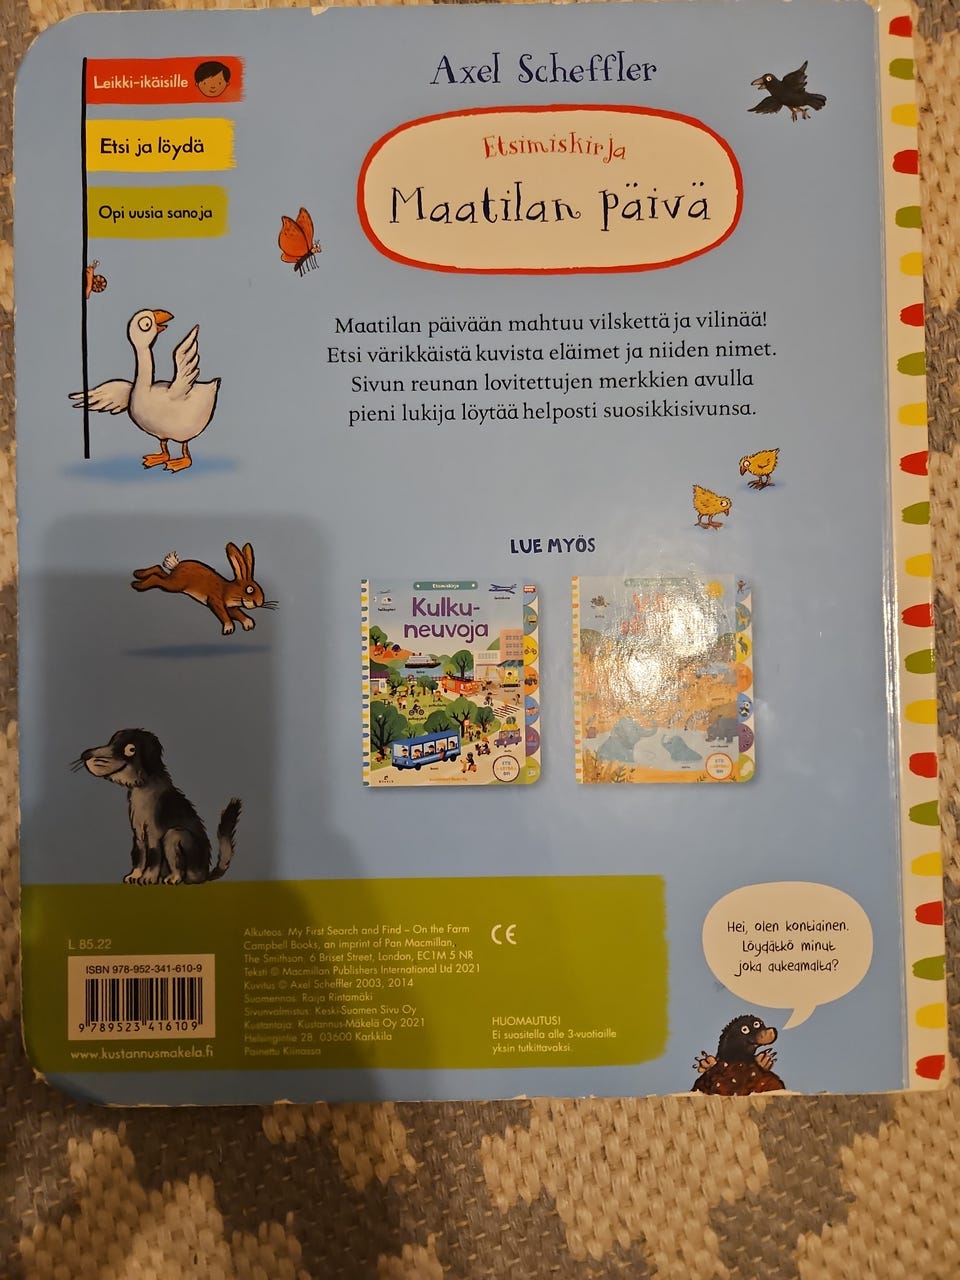 Leikki-ikäisille
Etsi ja löydä
Opi uusia sanoja
Axel Scheffler
Etsimiskirja
Maatilan päivä
Maatilan päivään mahtuu vilskettä ja vilinää!
Etsi värikkäistä kuvista eläimet ja niiden nimet.
Sivun reunan lovitettujen merkkien avulla
pieni lukija löytää helposti suosikkisivunsa.
LUE MYÖS
Etsimiskirja
Kulku-
neuvoja
L 85.22
ISBN 978-952-341-610-9
9 789523 416109
www.kustannusmakela.fi
Alkuteos: My First Search and Find – On the Farm
Campbell Books, an imprint of Pan Macmillan,
The Smithson, 6 Briset Street, London, EC1M 5 NR
Teksti © Macmillan Publishers International Ltd 2021
Kuvitus © Axel Scheffler 2003, 2014
Suomennos: Raija Rintamäki
Sivunvalmistus: Keski-Suomen Sivu Oy
Kustantaja: Kustannus-Mäkelä Oy 2021
Helsingintie 28, 03600 Karkkila
Painettu Kiinassa
CE
HUOMAUTUS!
Ei suositella alle 3-vuotiaille
yksin tutkittavaksi.
Hei, olen kontiainen.
Löydätkö minut
joka aukeamalta?